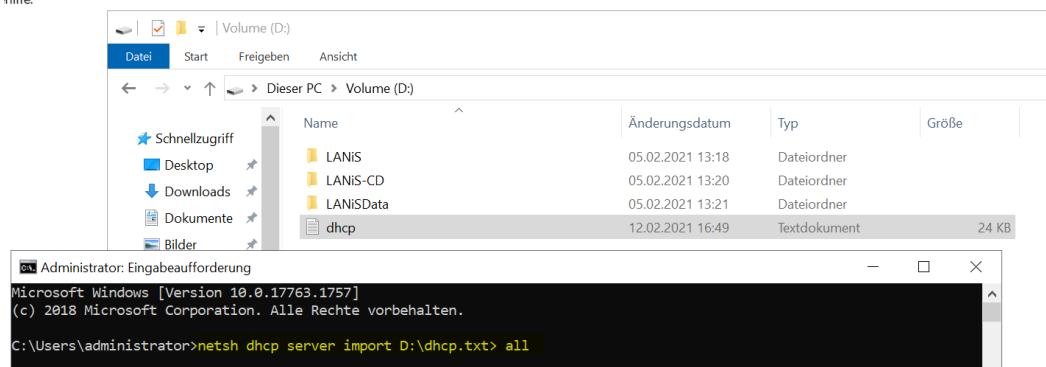 Volume (D:)
Datei Start Freigeben Ansicht
Dieser PC > Volume (D:)
Name Änderungsdatum Typ Größe
Schnellzugriff
Desktop
Downloads
Dokumente
Bilder
LANiS 05.02.2021 13:18 Dateiordner
LANiS-CD 05.02.2021 13:20 Dateiordner
LANiSData 05.02.2021 13:21 Dateiordner
dhcp 12.02.2021 16:49 Textdokument 24 KB
Administrator: Eingabeaufforderung
Microsoft Windows [Version 10.0.17763.1757]
(c) 2018 Microsoft Corporation. Alle Rechte vorbehalten.
C:\Users\administrator>netsh dhcp server import D:\dhcp.txt> all